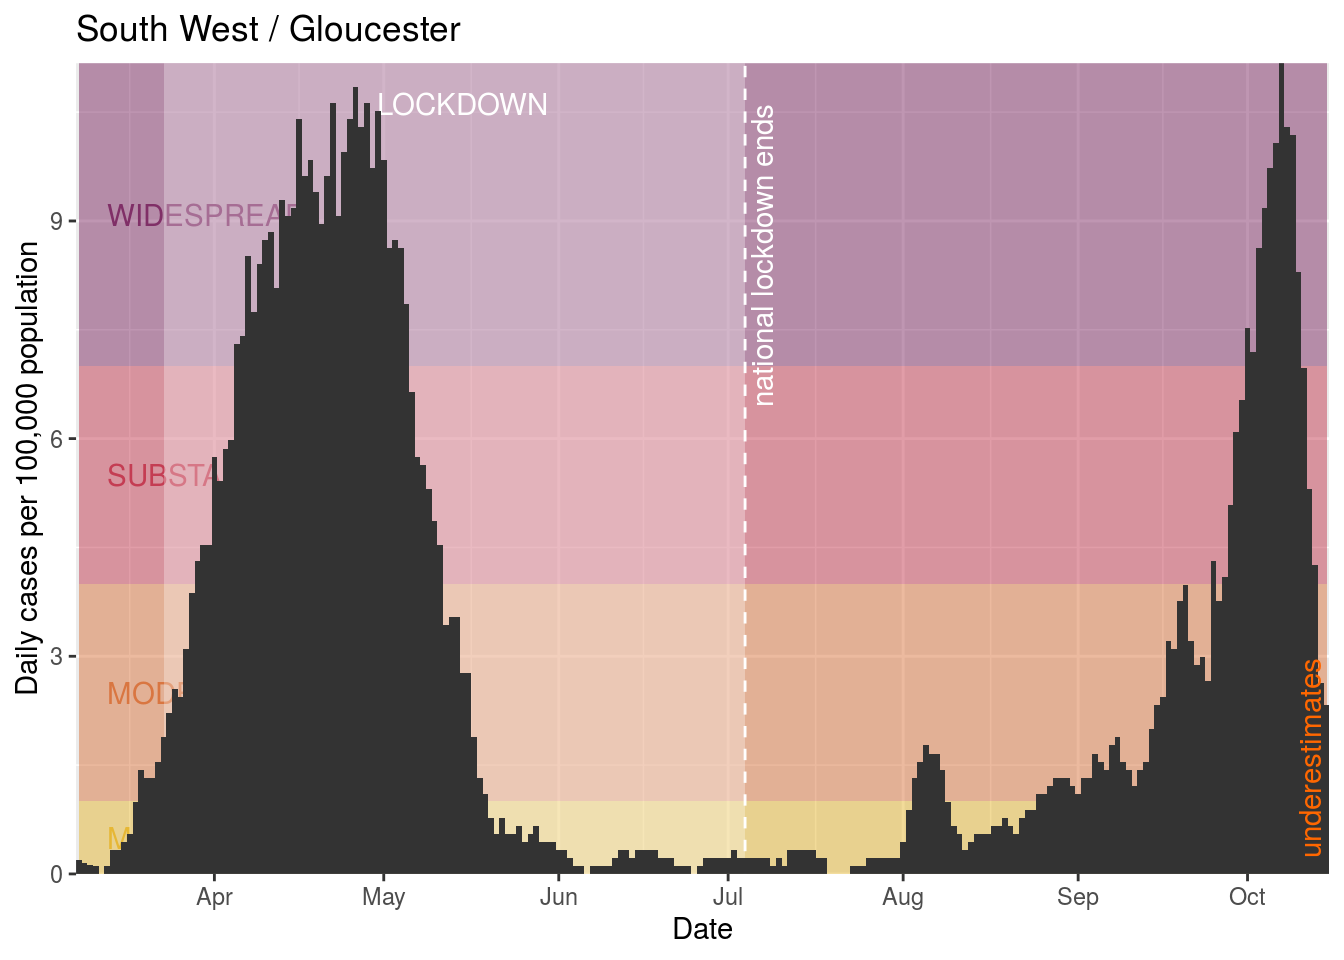 South West / Gloucester
Daily cases per 100,000 population
9
6
3
0
LOCKDOWN
WIDESPREAD
SUBSTA
MODE
M
national lockdown ends
underestimates
Apr
May
Jun
Jul
Aug
Sep
Oct
Date